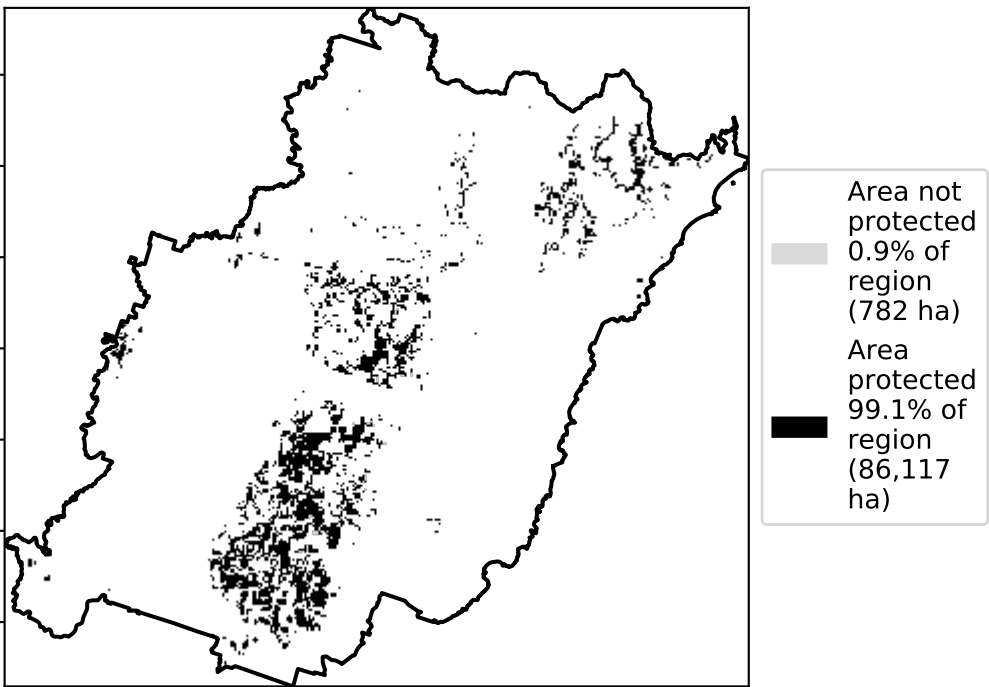 Area not
protected
0.9% of
region
(782 ha)
Area
protected
99.1% of
region
(86,117
ha)